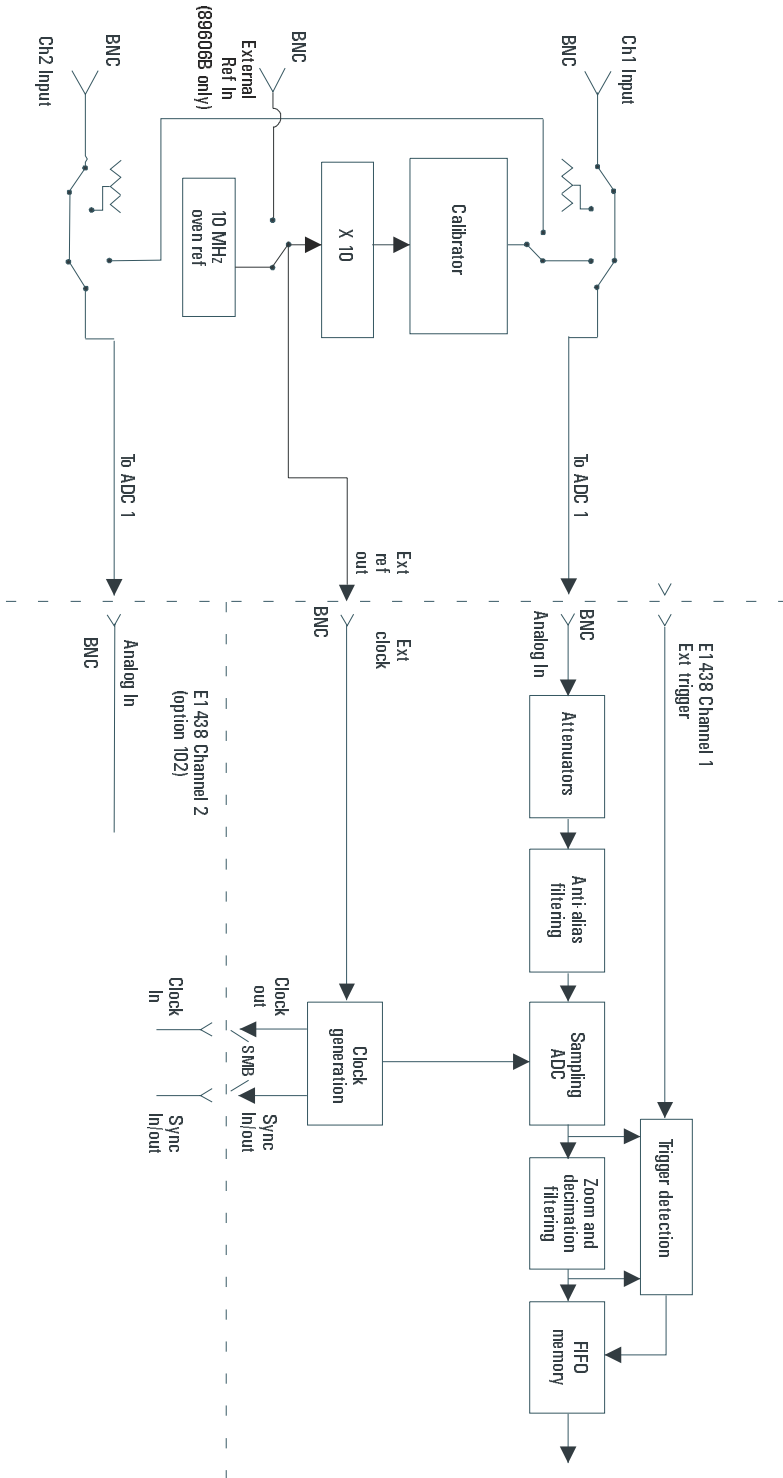 Ch1 Input
BNC
BNC
External
Ref In
(89606B only)
BNC
Ch2 Input
Calibrator
X 10
10 MHz
oven ref
To ADC 1
To ADC 1
Ext
ref
out
E1438 Channel 1
Ext trigger
BNC
Analog In
Attenuators
Anti-alias
filtering
Sampling
ADC
Zoom and
decimation
filtering
FIFO
memory
Trigger detection
Ext
clock
BNC
Clock
generation
Clock
out
SMB
Sync
In/out
Clock
In
Sync
In/out
E1438 Channel 2
(option 102)
Analog In
BNC